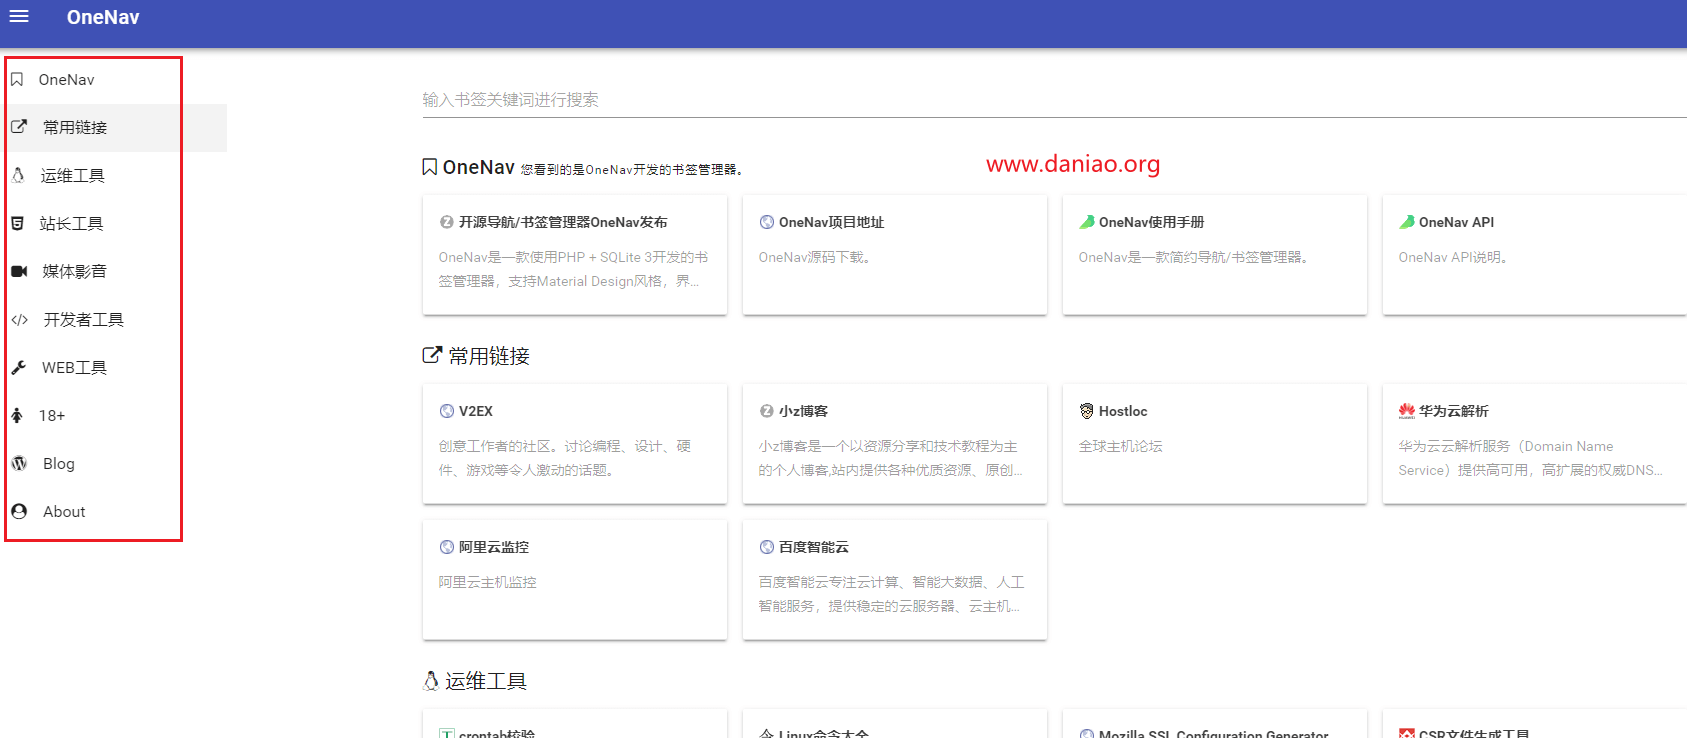 OneNav
OneNav
常用链接
运维工具
站长工具
媒体影音
开发者工具
WEB工具
18+
Blog
About
输入书签关键词进行搜索
OneNav 您看到的是OneNav开发的书签管理器。
www.daniao.org
开源导航/书签管理器OneNav发布
OneNav是一款使用PHP + SQLite 3开发的书
签管理器，支持Material Design风格，界...
OneNav项目地址
OneNav源码下载。
OneNav使用手册
OneNav是一款简约导航/书签管理器。
OneNav API
OneNav API说明。
常用链接
V2EX
创意工作者的社区。讨论编程、设计、硬
件、游戏等令人激动的话题。
小z博客
小z博客是一个以资源分享和技术教程为主
的个人博客,站内提供各种优质资源、原创...
Hostloc
全球主机论坛
华为云解析
华为云云解析服务（Domain Name
Service）提供高可用，高扩展的权威DNS...
阿里云监控
阿里云主机监控
百度智能云
百度智能云专注云计算、智能大数据、人工
智能服务，提供稳定的云服务器、云主机...
运维工具
crontab校验
Linux命令大全
Mozilla SSL Configuration Generator
CSR文件生成工具